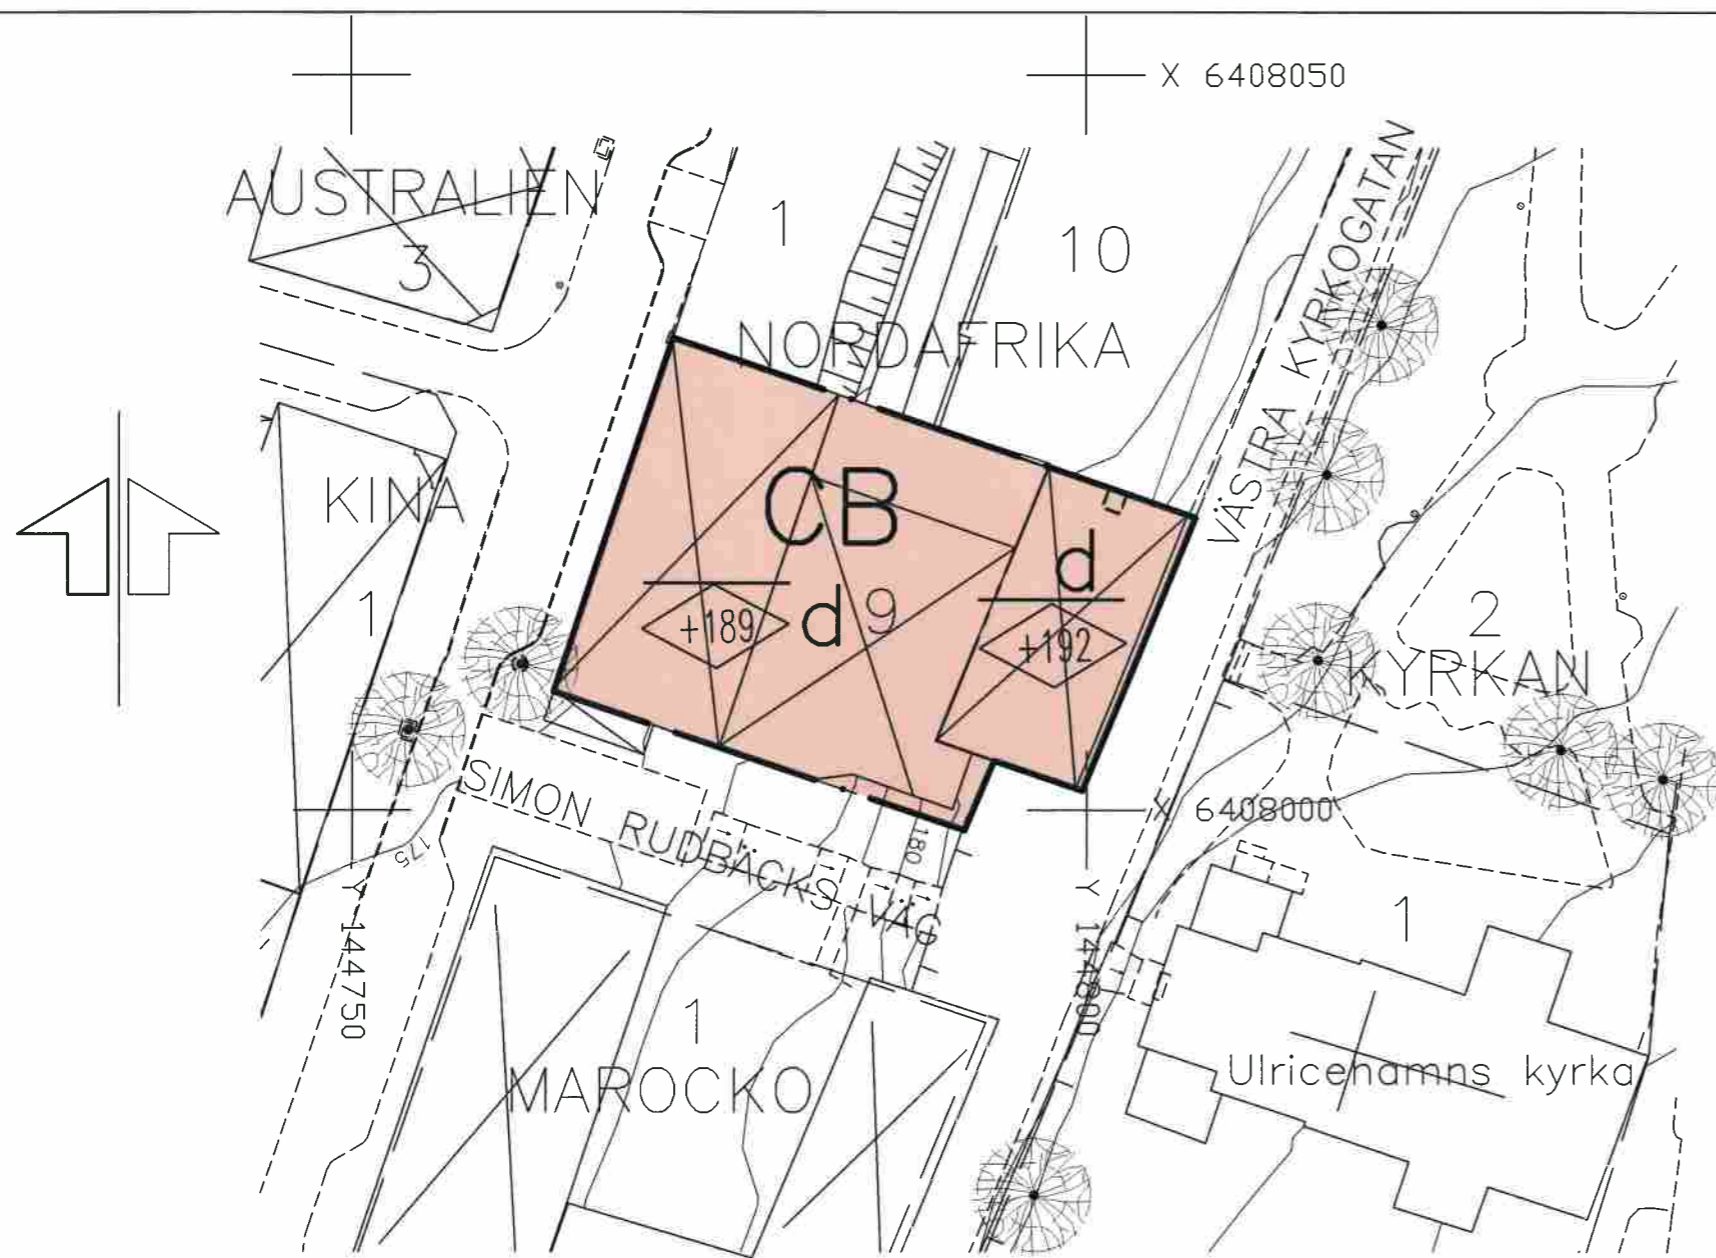 X 6408050
AUSTRALIEN
3
1
10
NORDAFRIKA
VÄSTRA KYRKOGATAN
KINA
1
CB
d
+189
d
9
+192
2
KYRKAN
SIMON RUDBÄCKS VÄG
X 6408000
175
180
Y 144750
Y 144800
1
1
MAROCKO
Ulricehamns kyrka